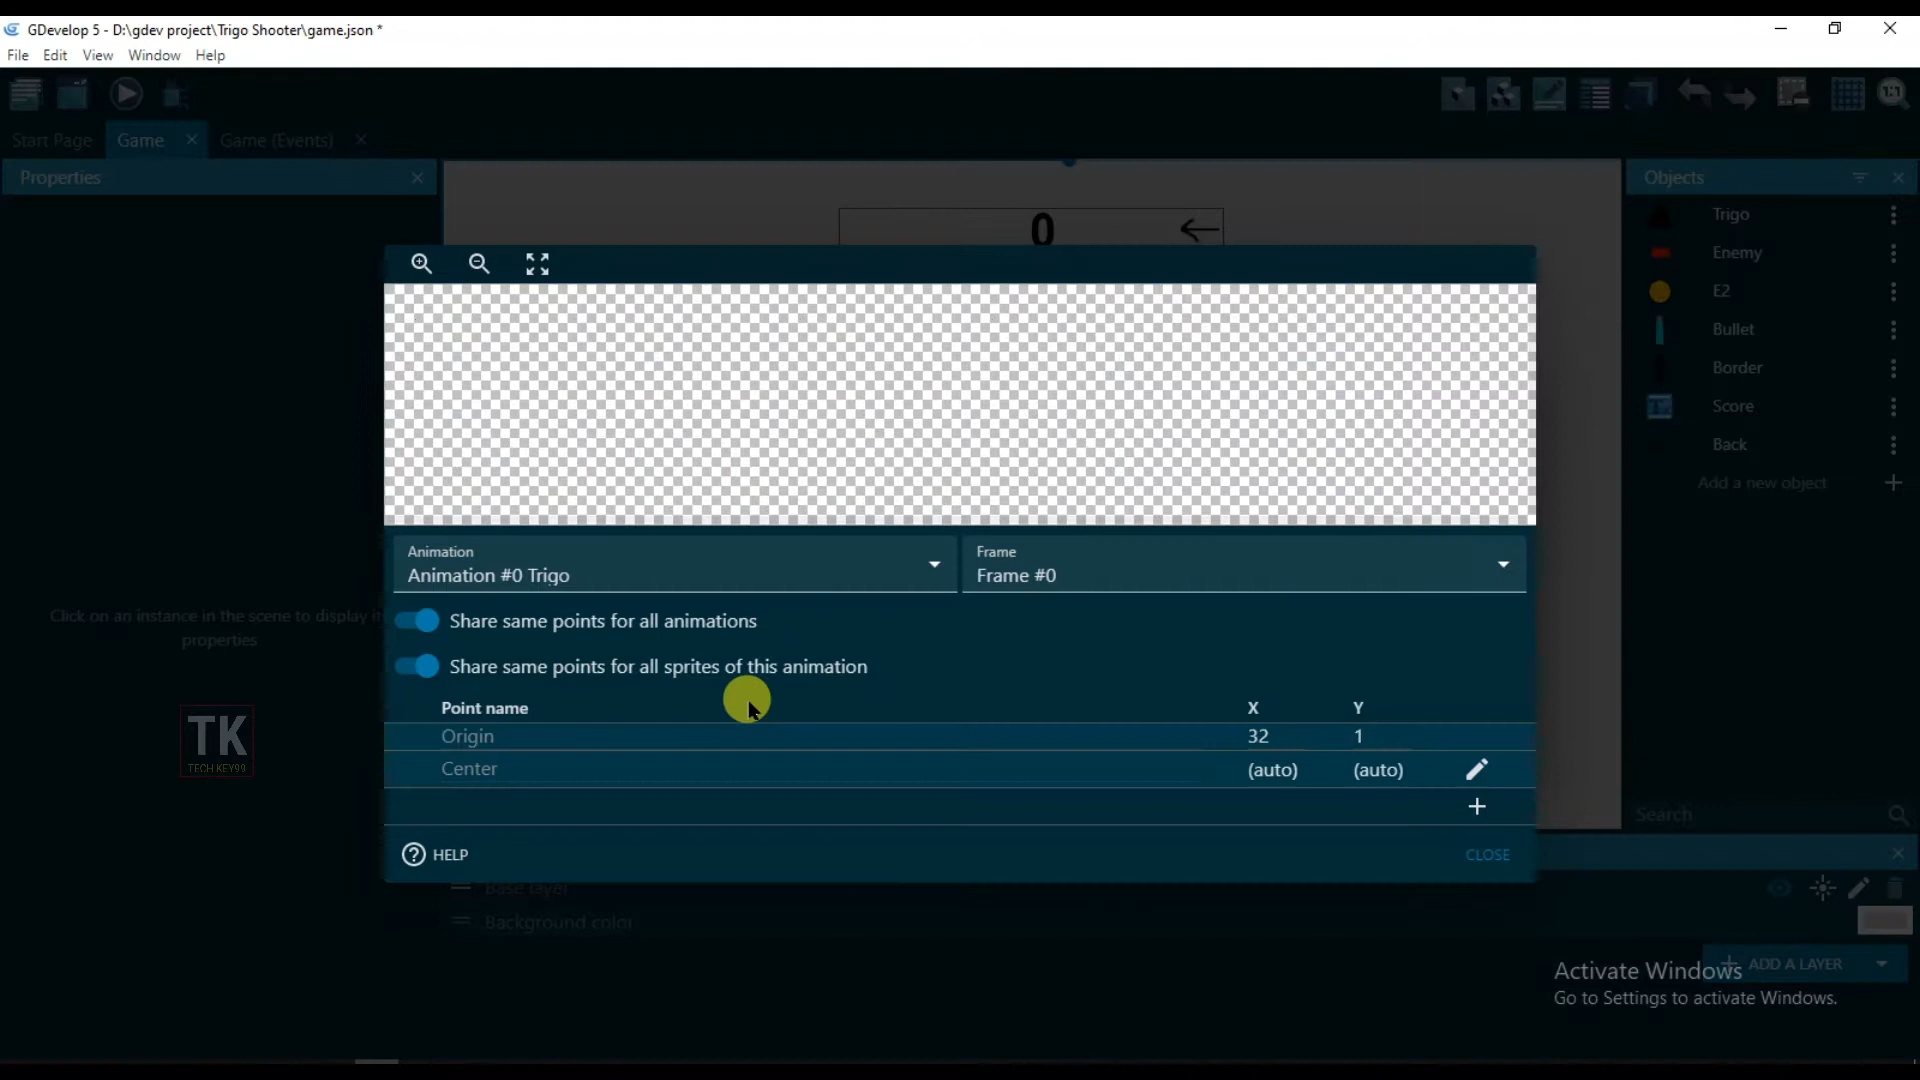 GDevelop 5 - D:\gdev project\Trigo Shooter\game.json *
File Edit View Window Help
1:1
Start Page Game Game (Events)
Properties
Objects
0
Trigo
Enemy
E2
Bullet
Border
Score
Back
Add a new object
Animation
Animation #0 Trigo
Frame
Frame #0
Click on an instance in the scene to display it
properties
Share same points for all animations
Share same points for all sprites of this animation
TK
TECH KEY99
Point name X Y
Origin 32 1
Center (auto) (auto)
Search
HELP CLOSE
Base layer
Background color
ADD A LAYER
Activate Windows
Go to Settings to activate Windows.